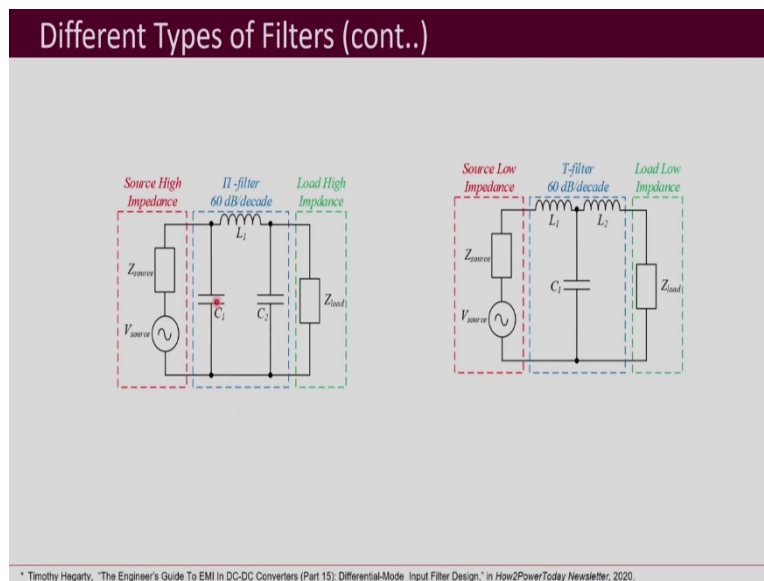 Different Types of Filters (cont..)
Source High
Impedance
Π -filter
60 dB/decade
Load High
Impdance
L1
Zsource
Vsource
C1
C2
Zload
Source Low
Impedance
T-filter
60 dB/decade
Load Low
Impdance
L1
L2
Zsource
Vsource
C1
Zload
* Timothy Hegarty, "The Engineer's Guide To EMI In DC-DC Converters (Part 15): Differential-Mode Input Filter Design," in How2PowerToday Newsletter, 2020.